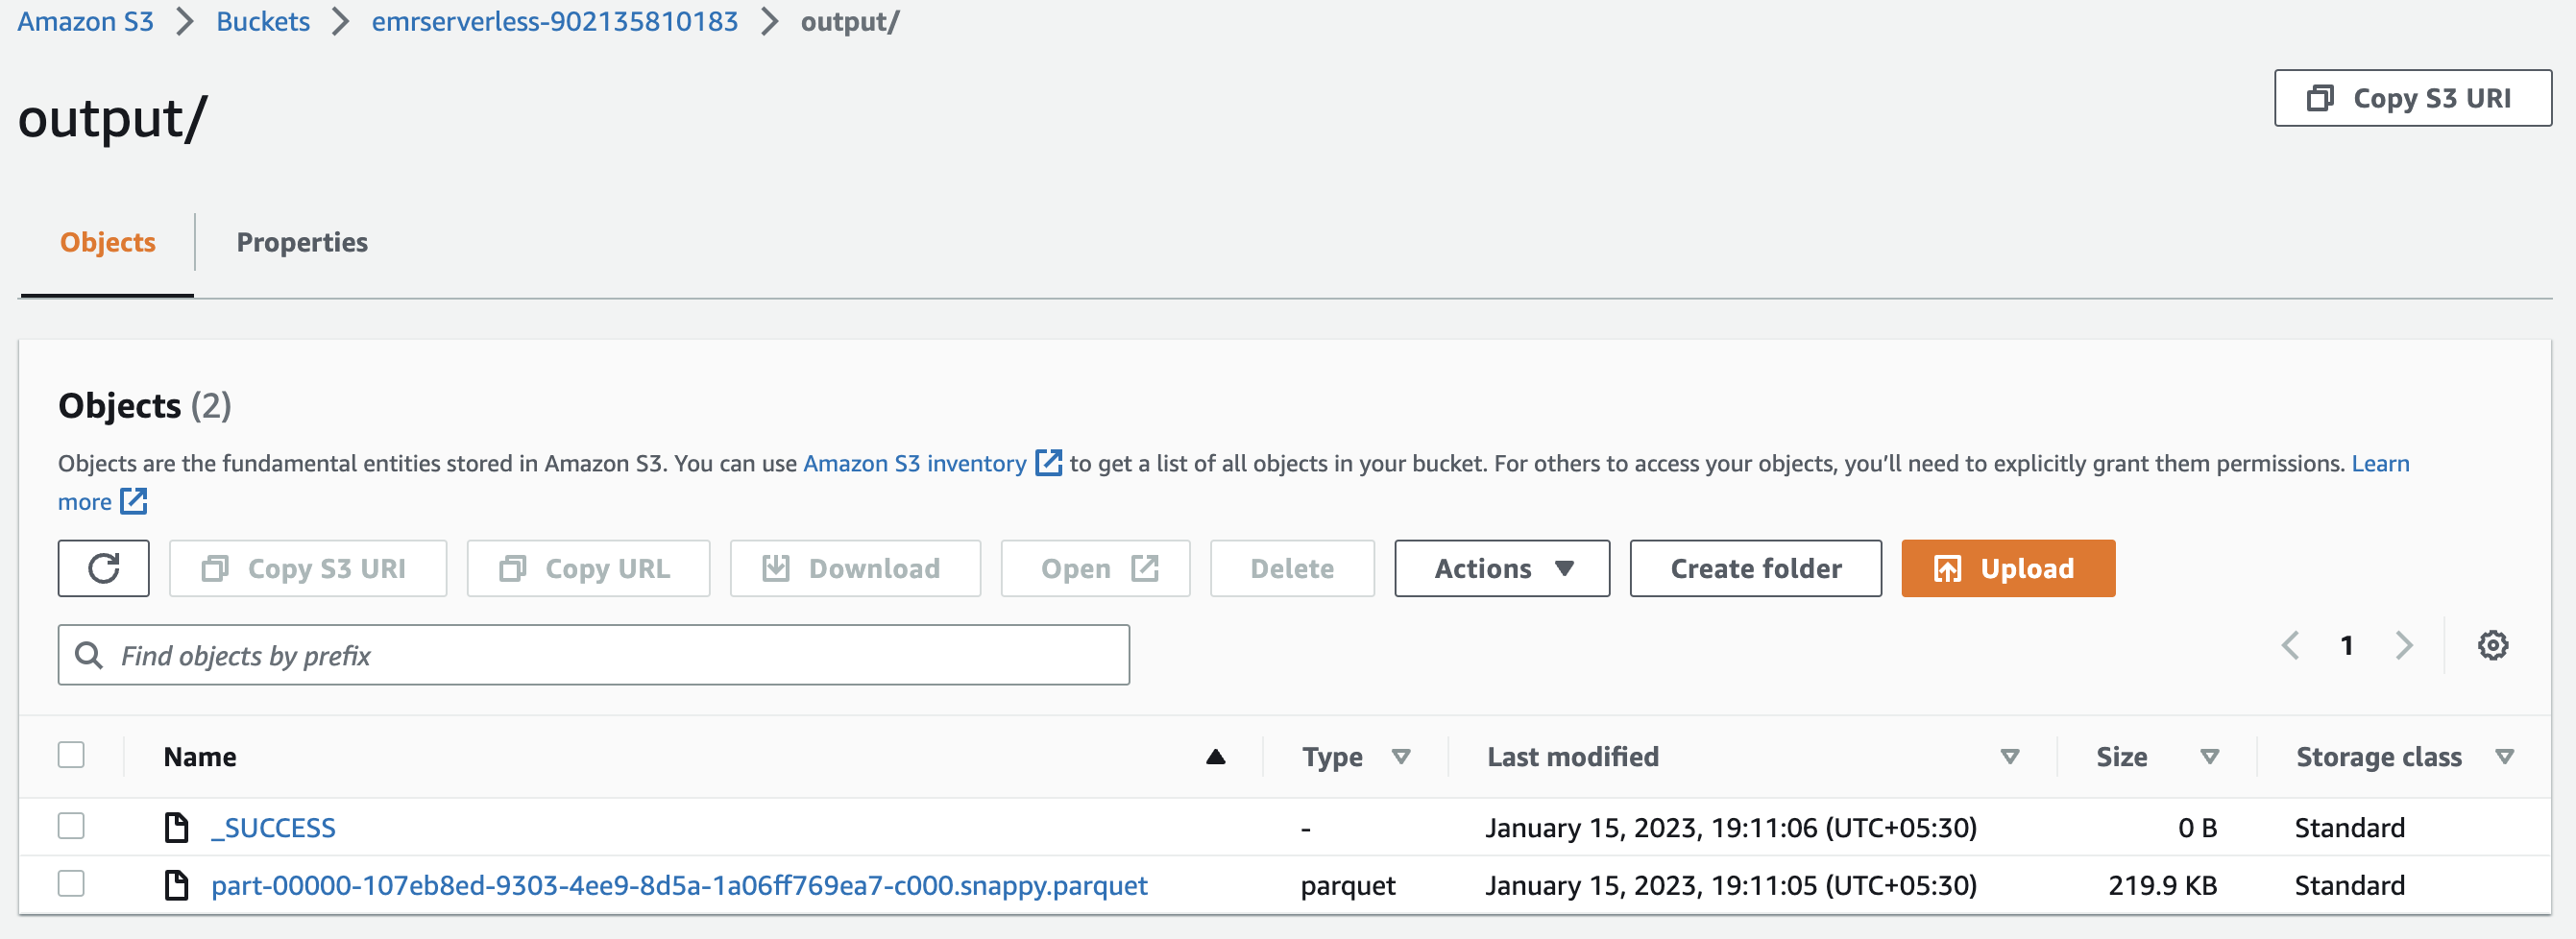 Amazon S3 > Buckets > emrserverless-902135810183 > output/
output/
Copy S3 URI
Objects
Properties
Objects (2)
Objects are the fundamental entities stored in Amazon S3. You can use Amazon S3 inventory to get a list of all objects in your bucket. For others to access your objects, you’ll need to explicitly grant them permissions. Learn
more
Copy S3 URI Copy URL Download Open Delete Actions Create folder Upload
Find objects by prefix
1
Name Type Last modified Size Storage class
_SUCCESS - January 15, 2023, 19:11:06 (UTC+05:30) 0 B Standard
part-00000-107eb8ed-9303-4ee9-8d5a-1a06ff769ea7-c000.snappy.parquet parquet January 15, 2023, 19:11:05 (UTC+05:30) 219.9 KB Standard